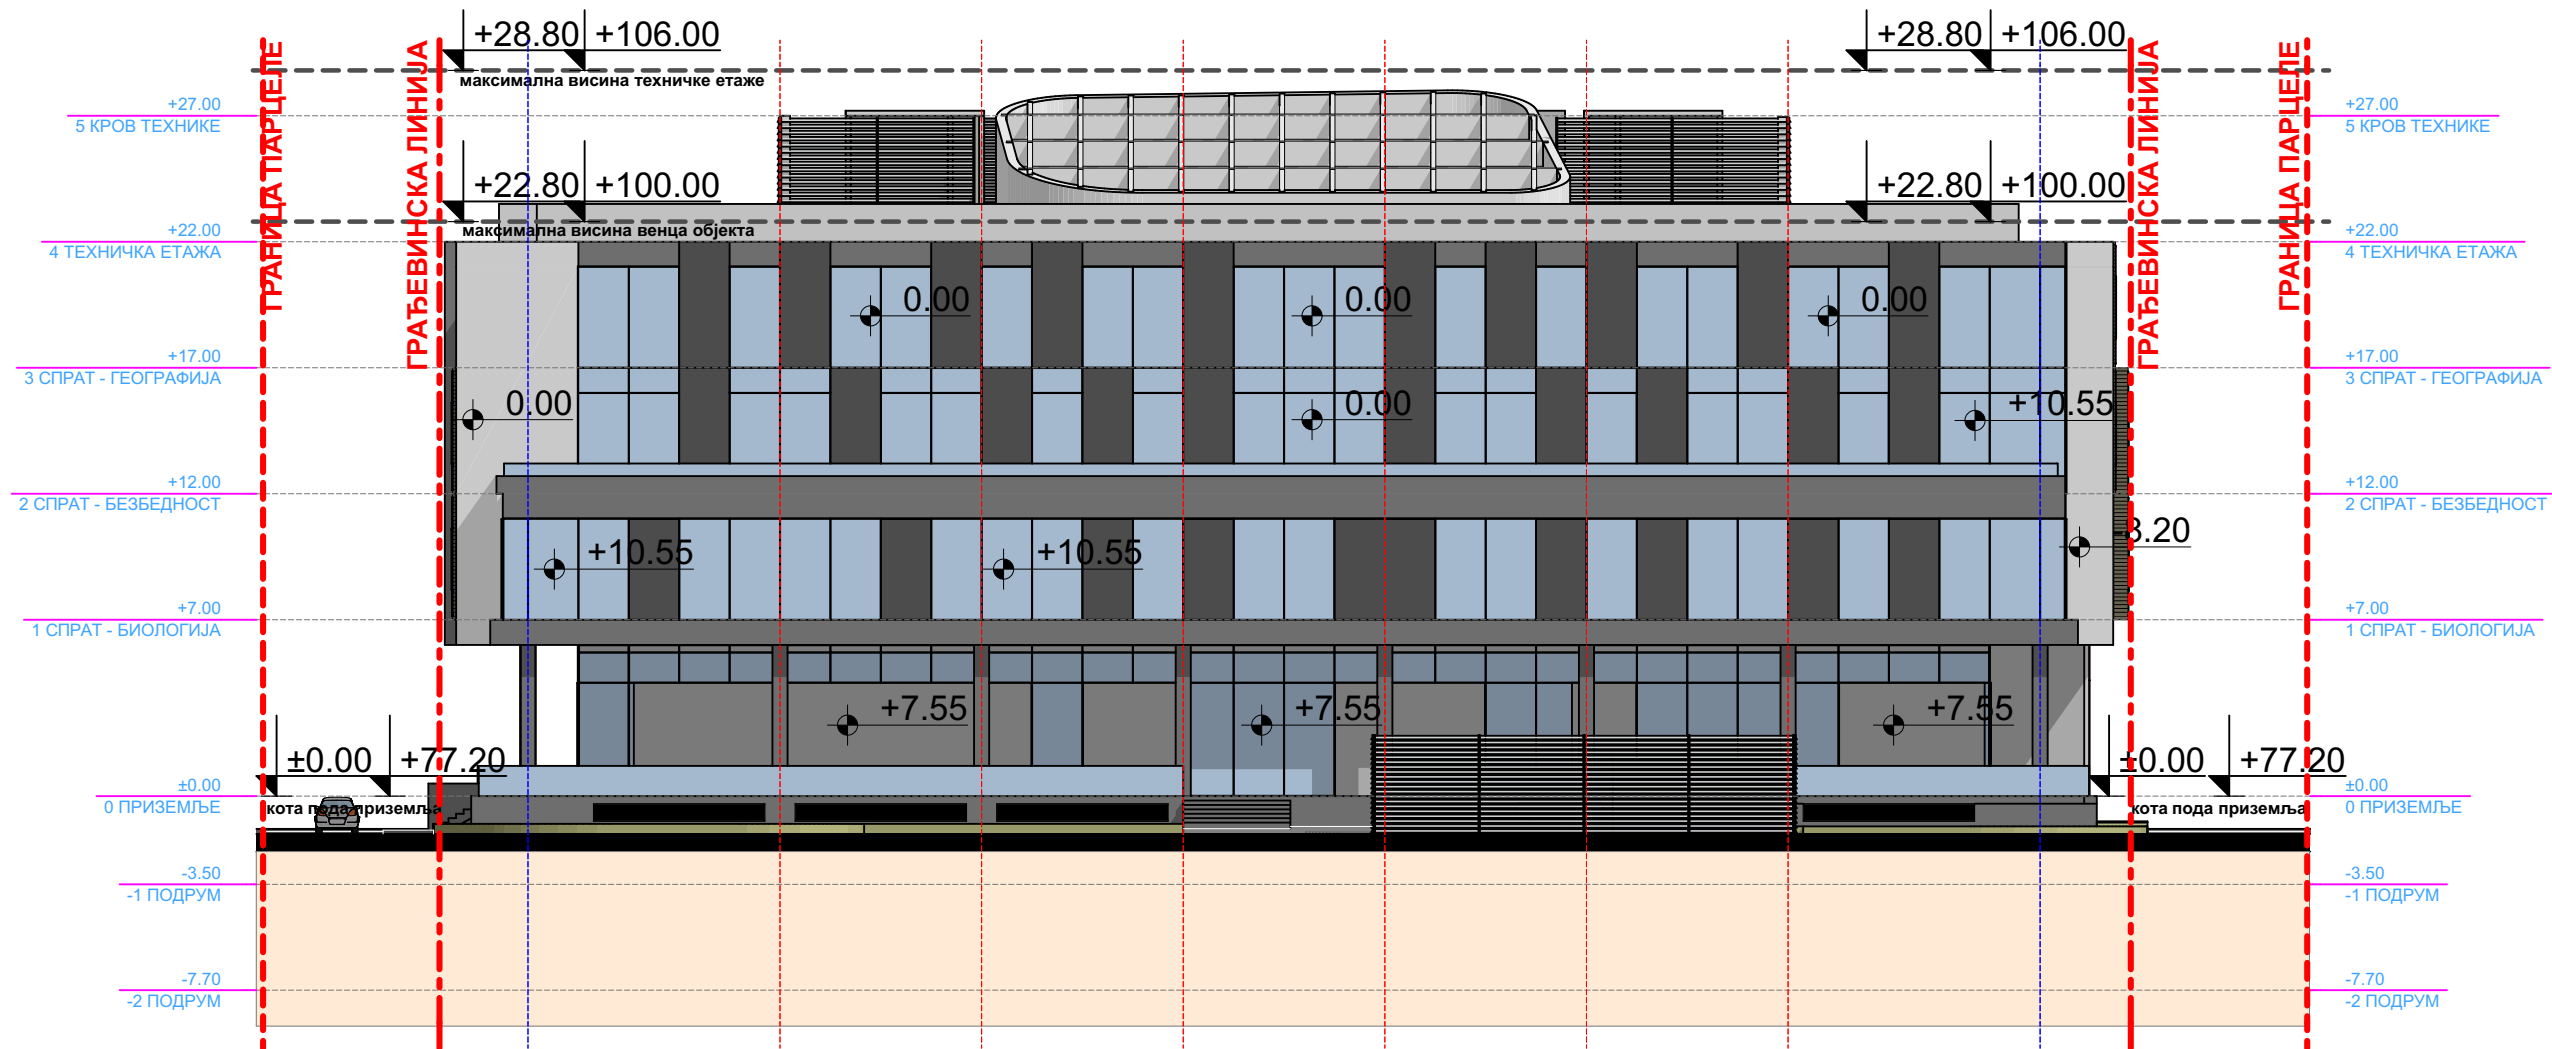 +28.80 +106.00
+28.80 +106.00
максимална висина техничке етаже
ГРАНИЦА ПАРЦЕЛЕ
ГРАЂЕВИНСКА ЛИНИЈА
ГРАЂЕВИНСКА ЛИНИЈА
ГРАНИЦА ПАРЦЕЛЕ
+27.00
5 КРОВ ТЕХНИКЕ
+27.00
5 КРОВ ТЕХНИКЕ
+22.80 +100.00
+22.80 +100.00
максимална висина венца објекта
+22.00
4 ТЕХНИЧКА ЕТАЖА
+22.00
4 ТЕХНИЧКА ЕТАЖА
0.00
0.00
0.00
+17.00
3 СПРАТ - ГЕОГРАФИЈА
+17.00
3 СПРАТ - ГЕОГРАФИЈА
0.00
0.00
+10.55
+12.00
2 СПРАТ - БЕЗБЕДНОСТ
+12.00
2 СПРАТ - БЕЗБЕДНОСТ
8.20
+10.55
+10.55
+7.00
1 СПРАТ - БИОЛОГИЈА
+7.00
1 СПРАТ - БИОЛОГИЈА
+7.55
+7.55
+7.55
±0.00 +77.20
±0.00 +77.20
±0.00
0 ПРИЗЕМЉЕ
кота пода приземља
кота пода приземља
±0.00
0 ПРИЗЕМЉЕ
-3.50
-1 ПОДРУМ
-3.50
-1 ПОДРУМ
-7.70
-2 ПОДРУМ
-7.70
-2 ПОДРУМ